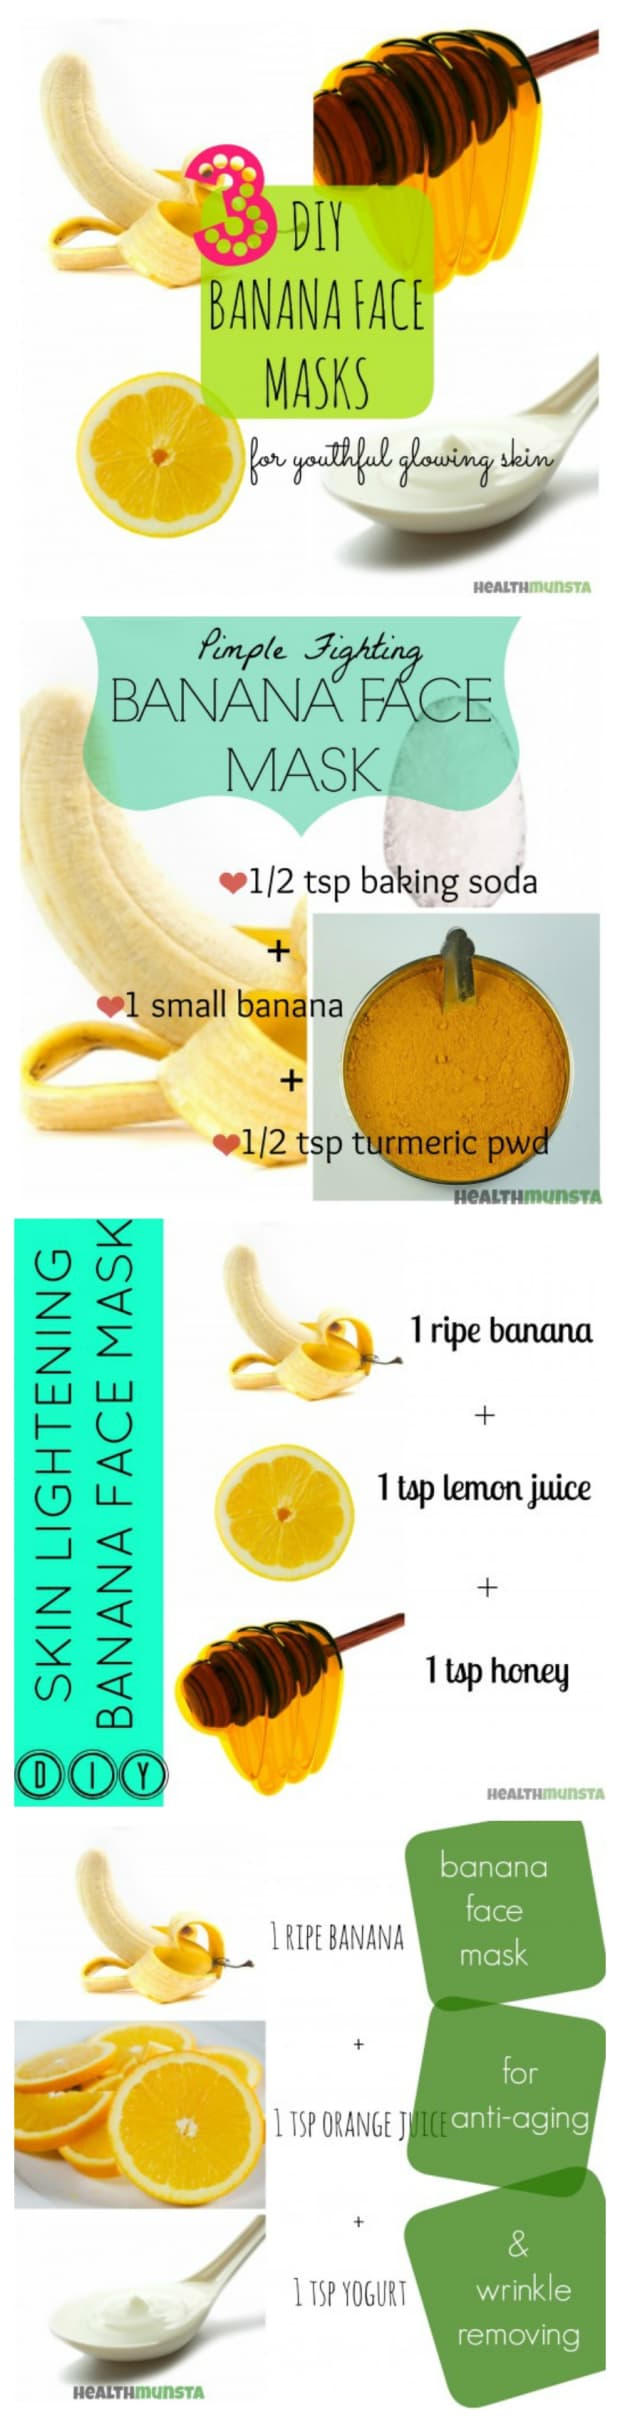 3 DIY
BANANA FACE
MASKS
for youthful glowing skin
HEALTHMUNSTA
Pimple Fighting
BANANA FACE
MASK
❤1/2 tsp baking soda
+
❤1 small banana
+
❤1/2 tsp turmeric pwd
HEALTHMUNSTA
SKIN LIGHTENING
BANANA FACE MASK
DIY
1 ripe banana
+
1 tsp lemon juice
+
1 tsp honey
HEALTHMUNSTA
banana
face
mask
for
anti-aging
&
wrinkle
removing
1 RIPE BANANA
+
1 TSP ORANGE JUICE
+
1 TSP YOGURT
HEALTHMUNSTA